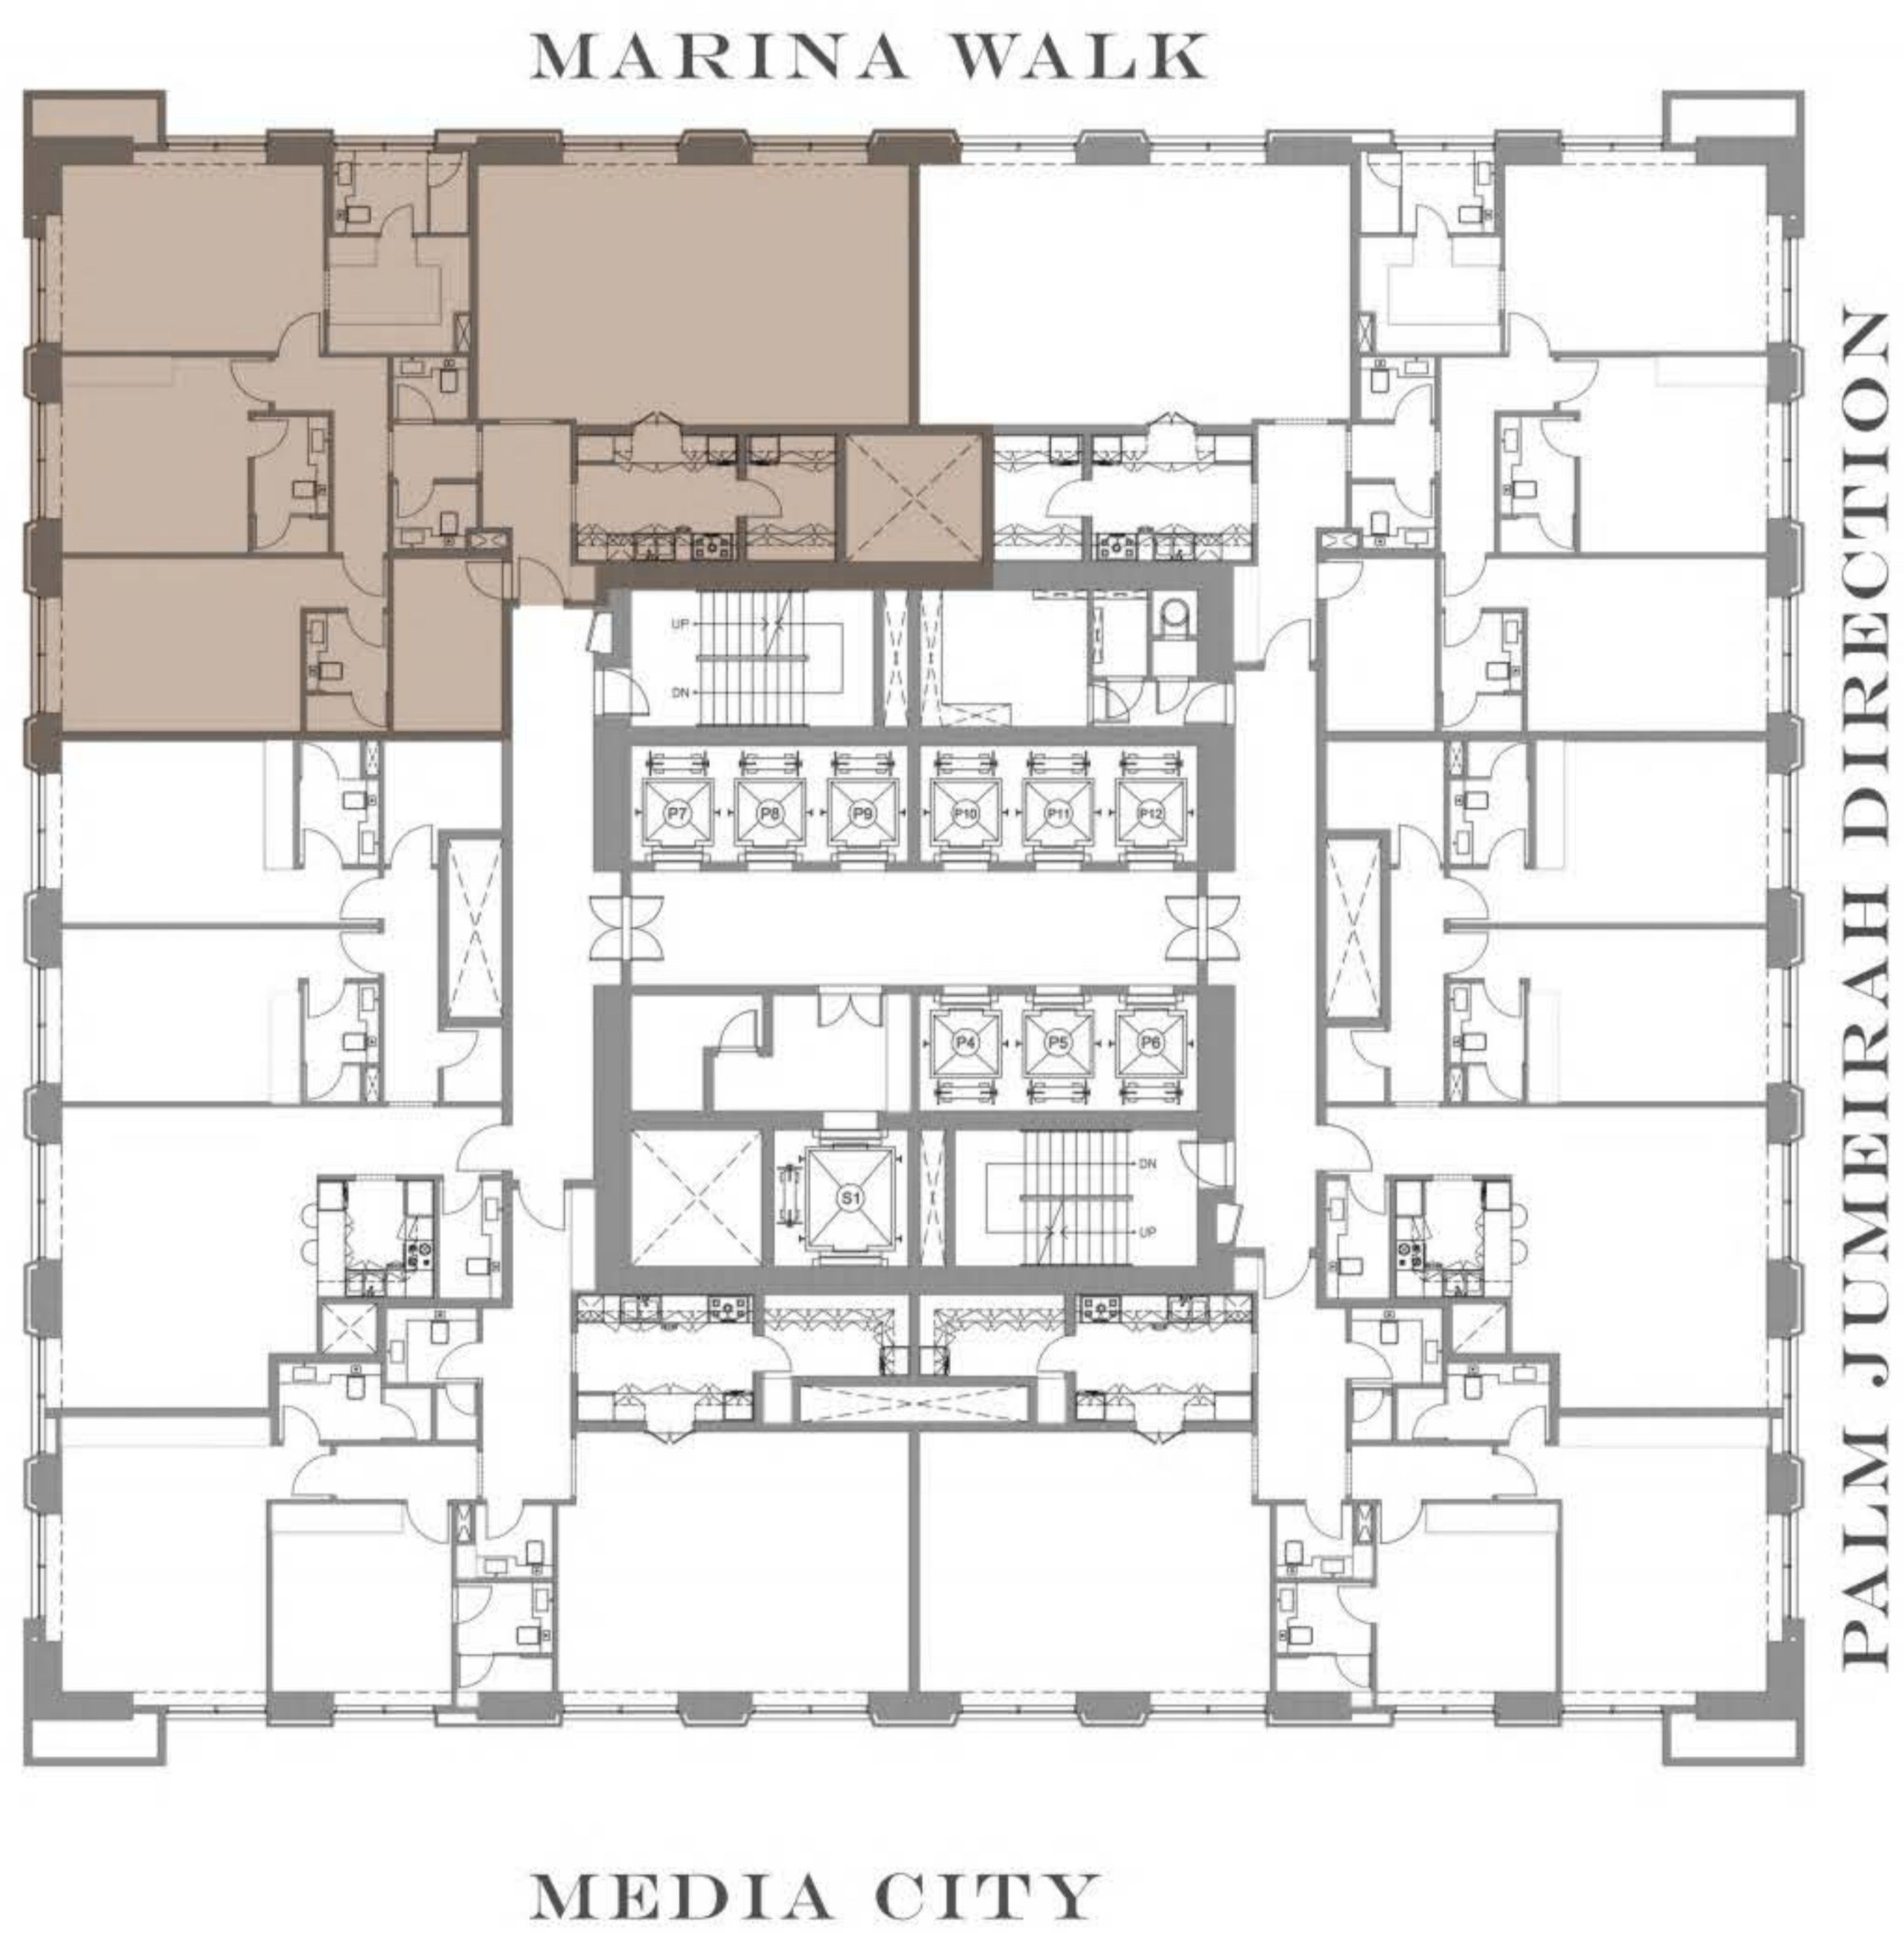 MARINA WALK
PALM JUMEIRAH DIRECTION
UP
DN
P7
P8
P9
P10
P11
P12
P4
P5
P6
S1
DN
UP
MEDIA CITY